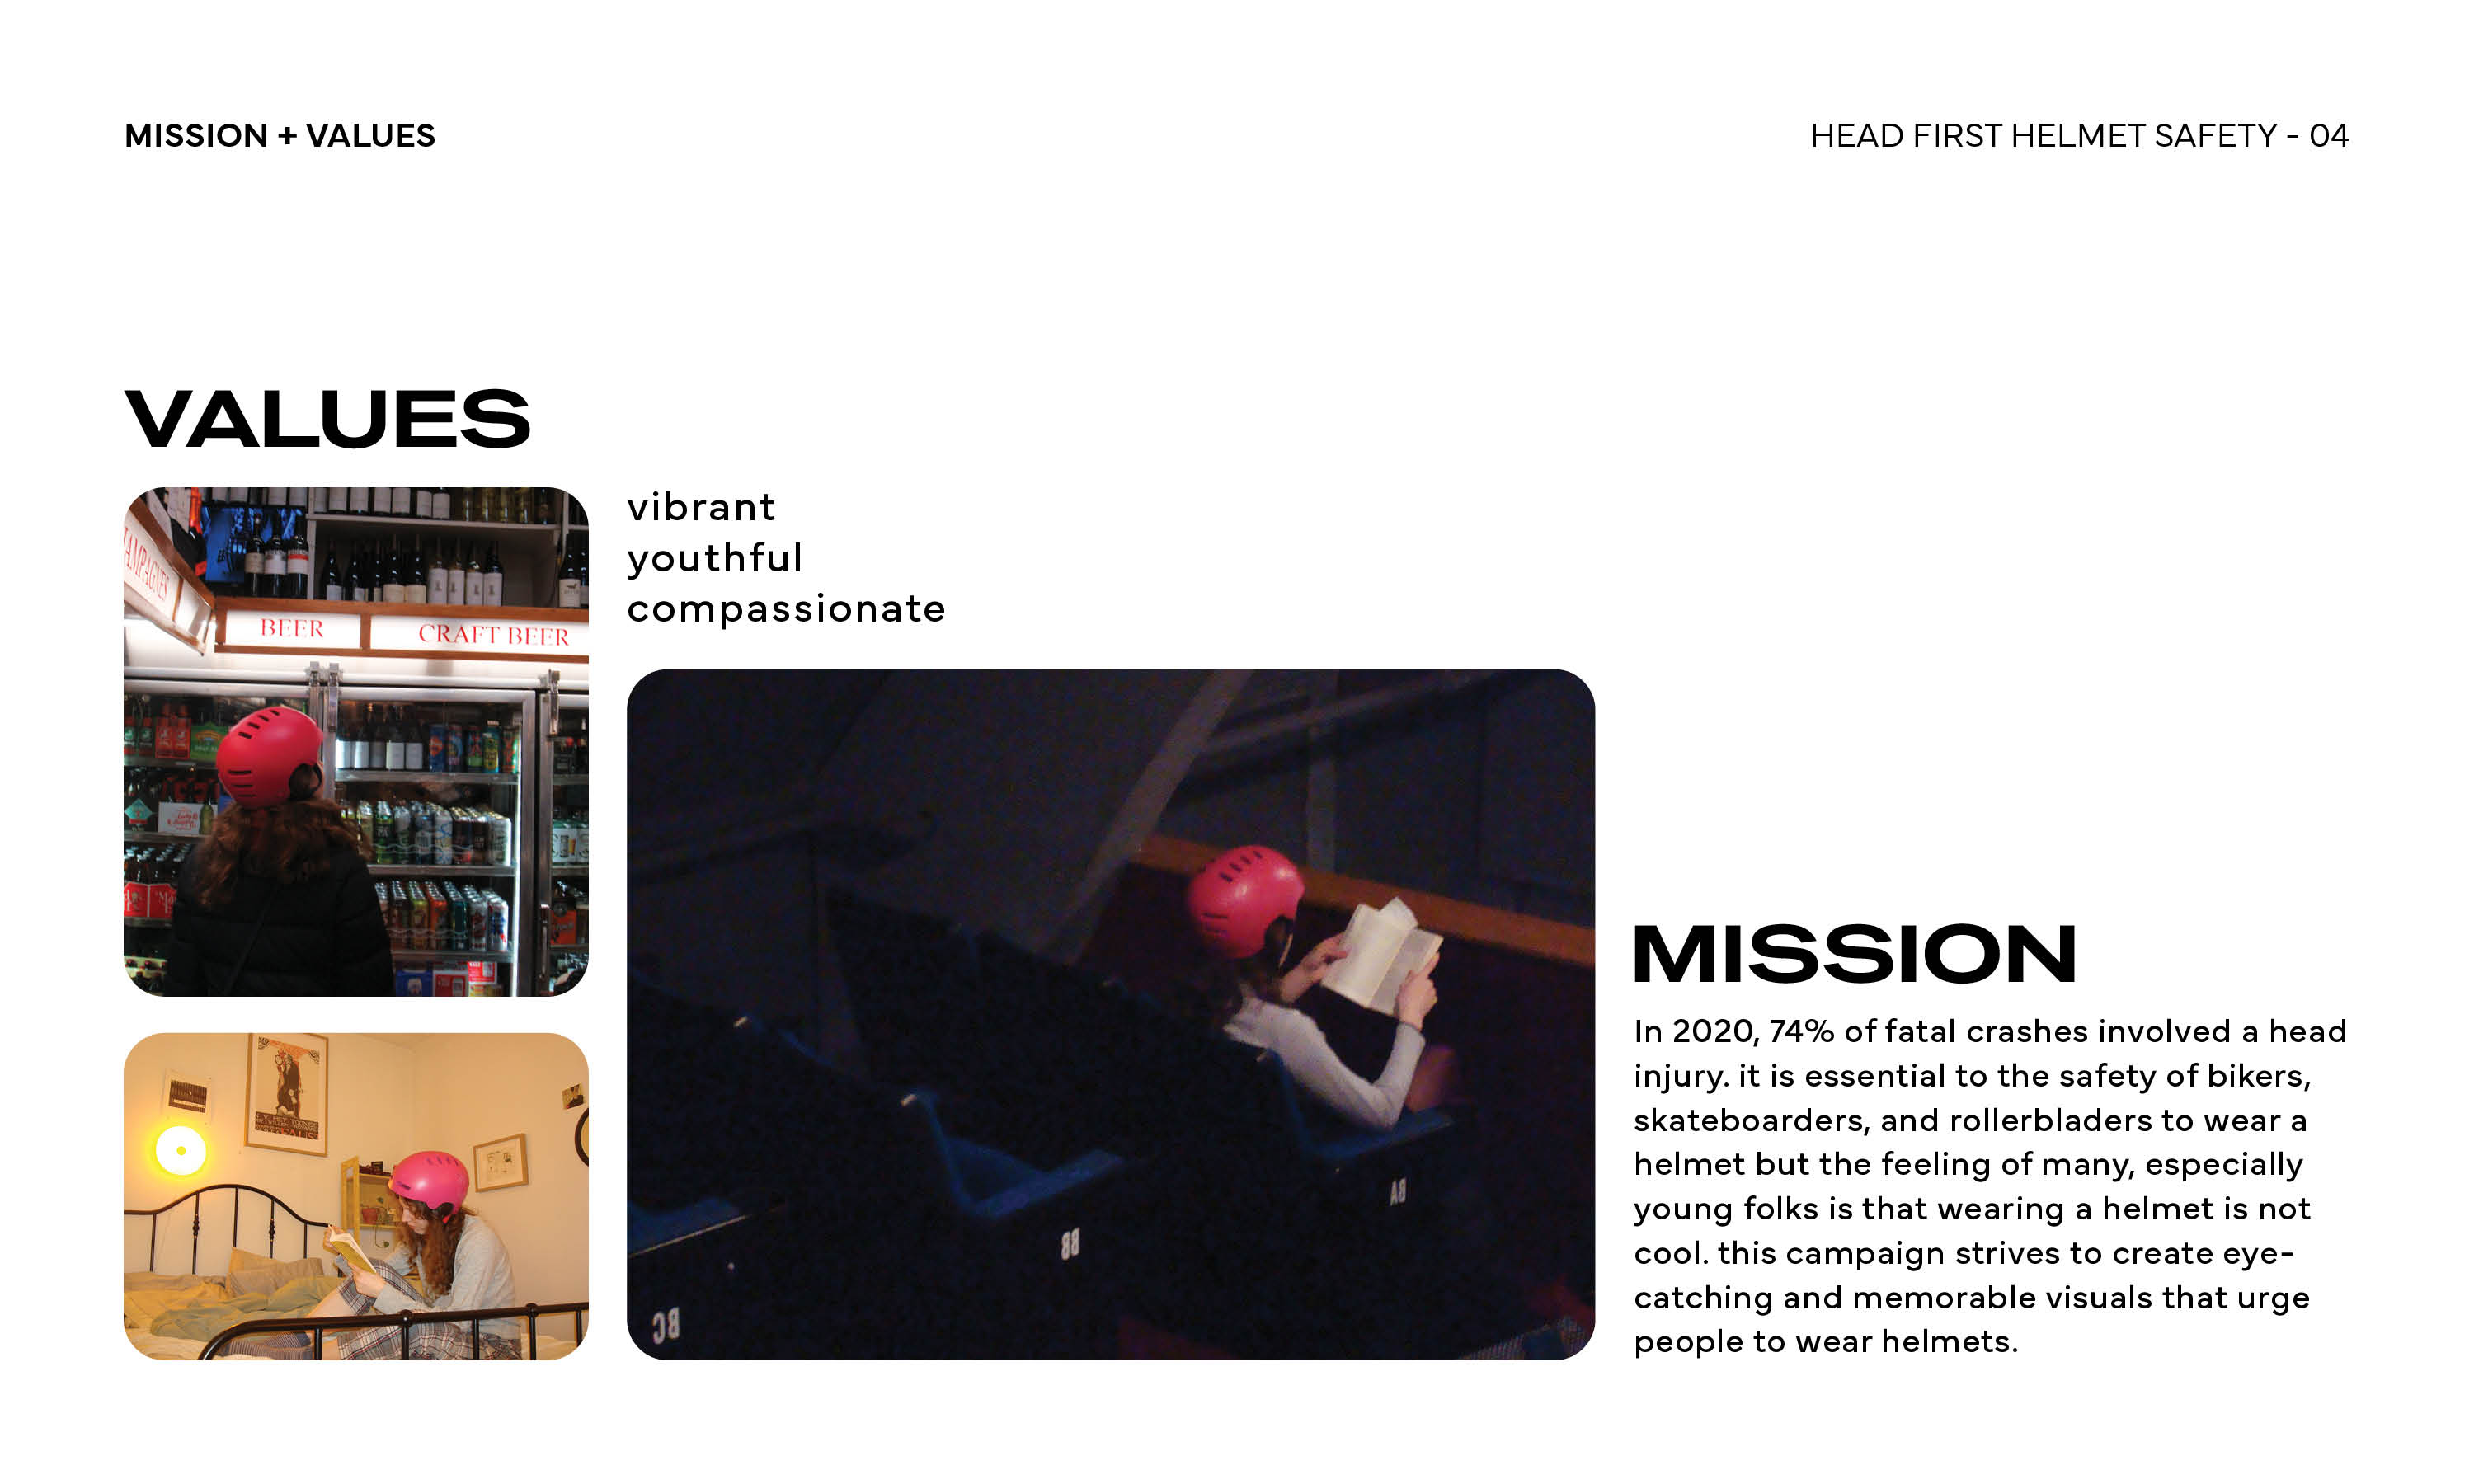 MISSION + VALUES
HEAD FIRST HELMET SAFETY - 04
VALUES
vibrant
youthful
compassionate
BEER
CRAFT BEER
BC
BB
BA
MISSION
In 2020, 74% of fatal crashes involved a head
injury. it is essential to the safety of bikers,
skateboarders, and rollerbladers to wear a
helmet but the feeling of many, especially
young folks is that wearing a helmet is not
cool. this campaign strives to create eye-
catching and memorable visuals that urge
people to wear helmets.